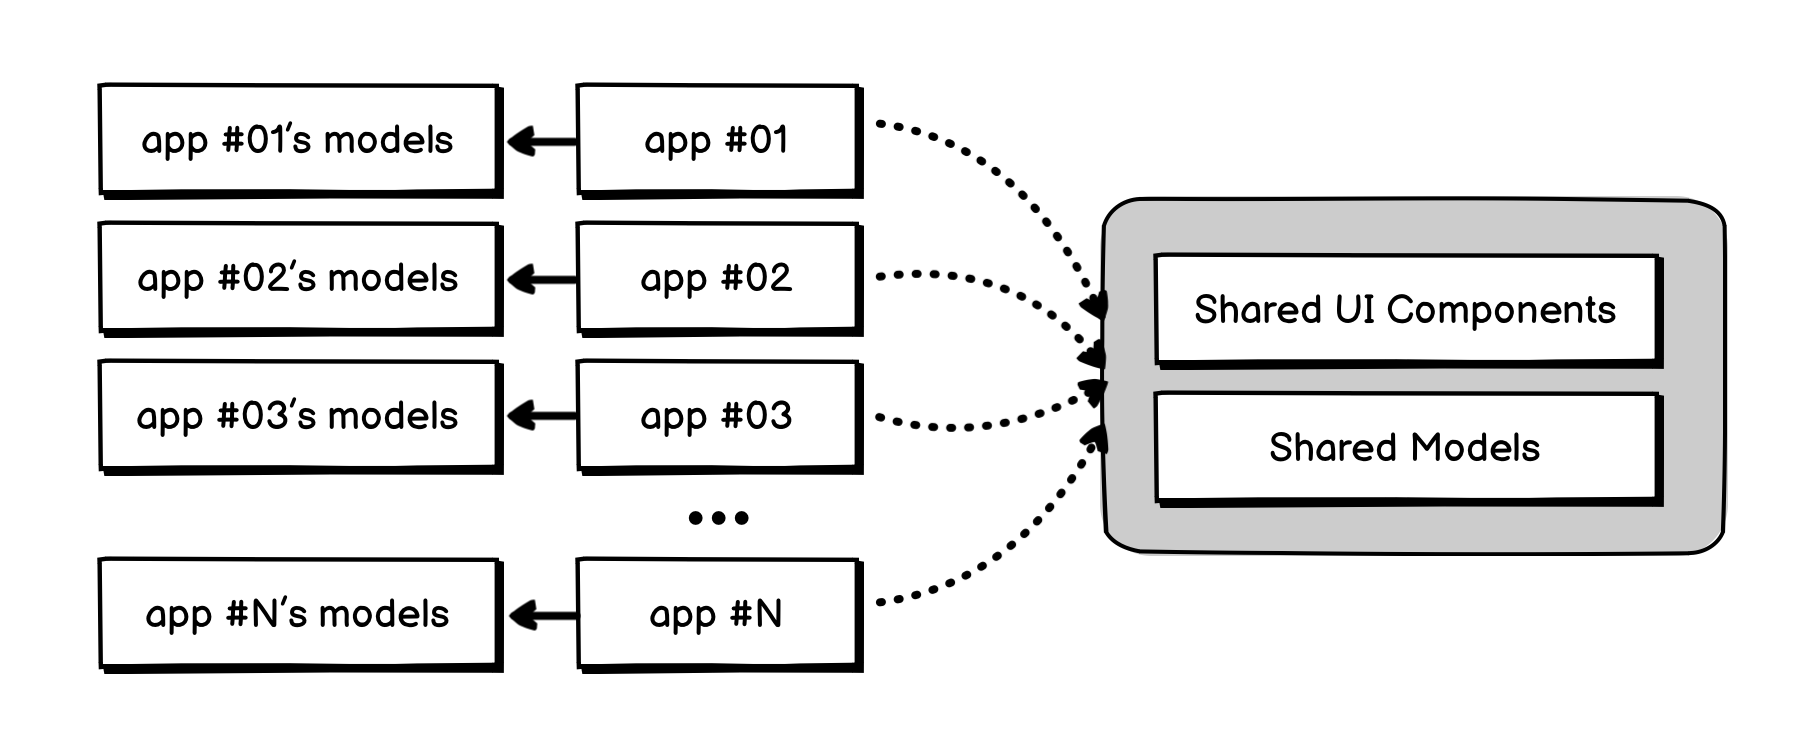 app #01's models
app #01
app #02's models
app #02
app #03's models
app #03
•••
app #N's models
app #N
Shared UI Components
Shared Models